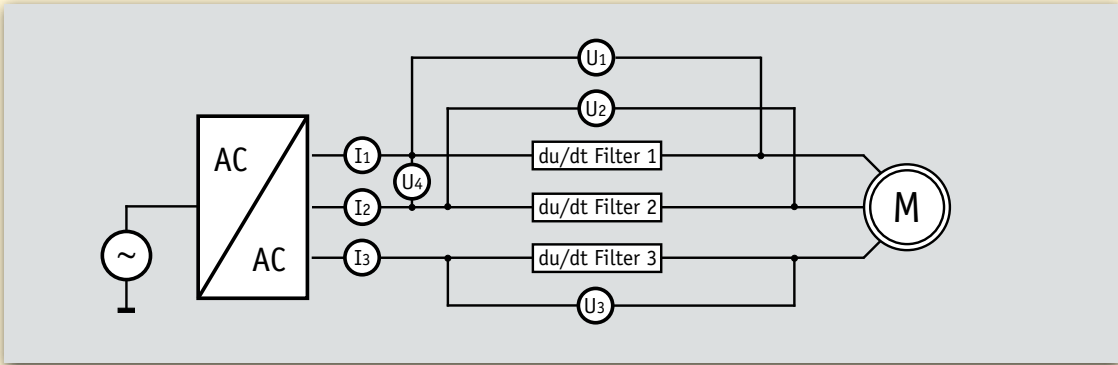 U1
U2
AC
I1
du/dt Filter 1
U4
I2
du/dt Filter 2
M
~
AC
I3
du/dt Filter 3
U3